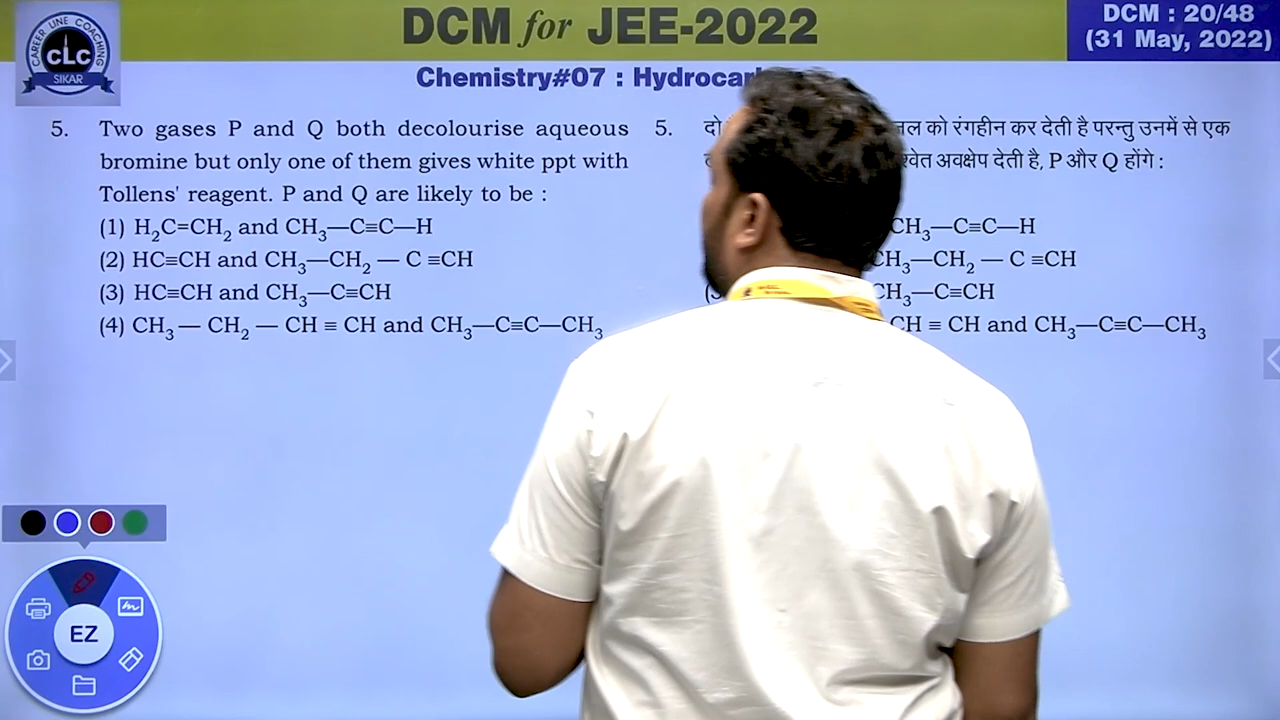 CAREER LINE COACHING
CLC
SIKAR
DCM for JEE-2022
DCM : 20/48
(31 May, 2022)
Chemistry#07 :
5. Two gases P and Q both decolourise aqueous
bromine but only one of them gives white ppt with
Tollens' reagent. P and Q are likely to be :
(1) H₂C=CH₂ and CH₃—C≡C—H
(2) HC≡CH and CH₃—CH₂ — C ≡CH
(3) HC≡CH and CH₃—C≡CH
(4) CH₃ — CH₂ — CH ≡ CH and CH₃—C≡C—CH₃
5. दो को रंगहीन कर देती है परन्तु उनमें से एक
अवक्षेप देती है, P और Q होंगे :
CH₃—C≡C—H
CH₃—CH₂ — C ≡CH
CH₃—C≡CH
CH ≡ CH and CH₃—C≡C—CH₃
EZ